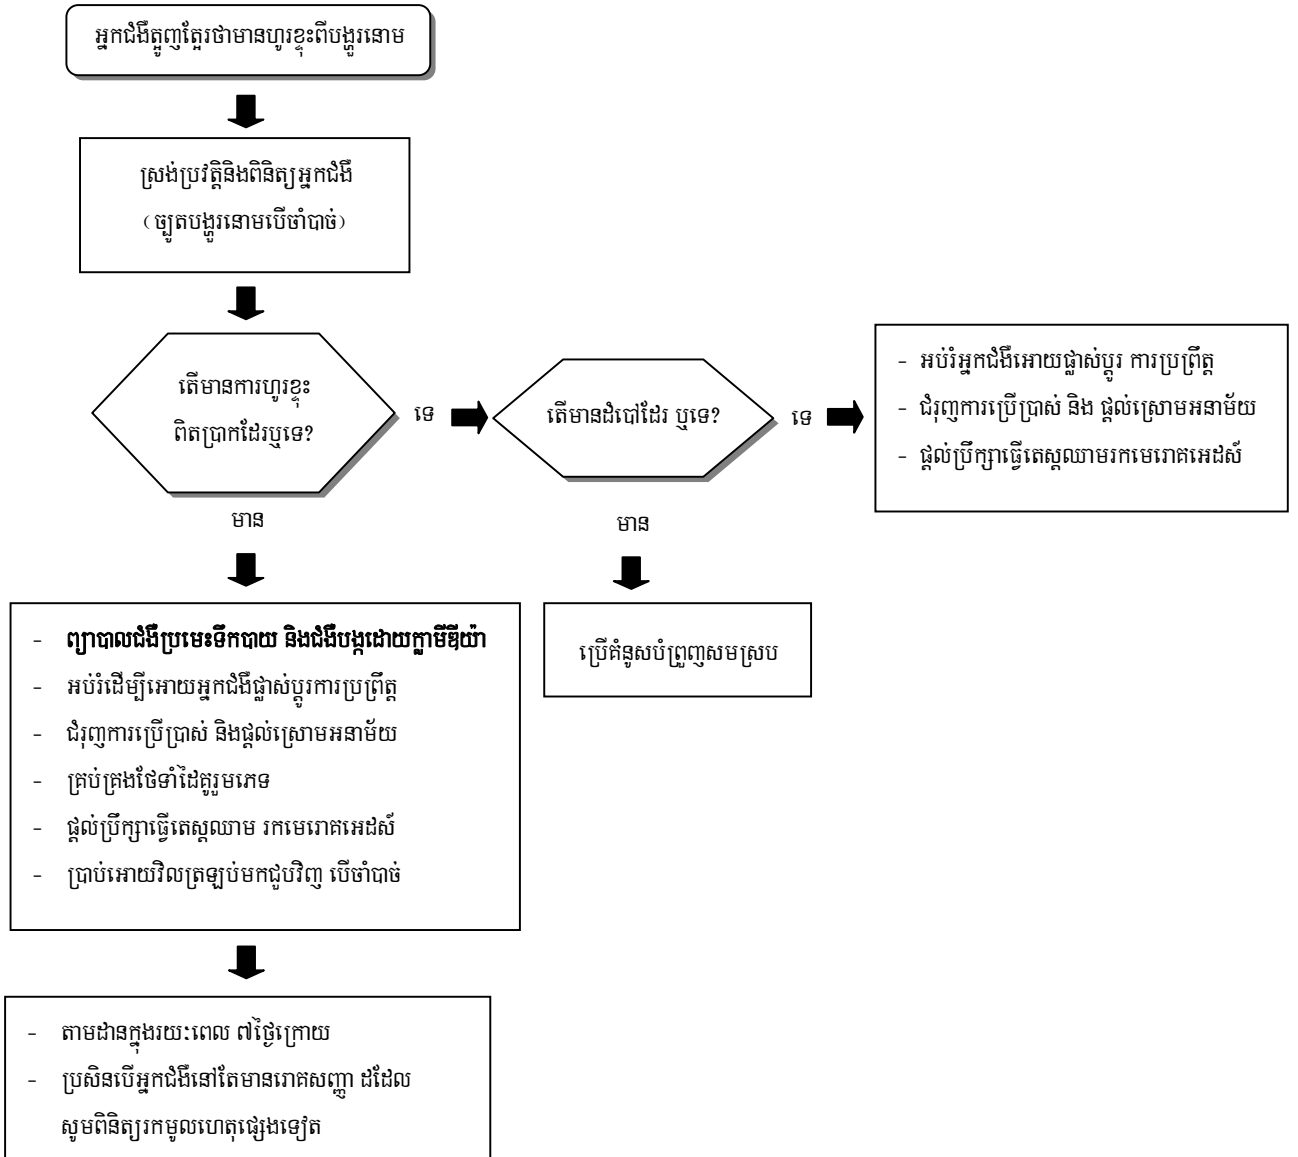 អ្នកជំងឺត្អូញត្អែរថាមានហូរខ្ទុះពីបង្ហួរនោម
ស្រង់ប្រវត្តិនិងពិនិត្យអ្នកជំងឺ
(ច្បូតបង្ហួរនោមបើចាំបាច់)
តើមានការហូរខ្ទុះ
ពិតប្រាកដែរឬទេ?
ទេ
តើមានដំបៅដែរ ឬទេ?
ទេ
- អប់រំអ្នកជំងឺអោយផ្លាស់ប្តូរ ការប្រព្រឹត្ត
- ជំរុញការប្រើប្រាស់ និង ផ្តល់ស្រោមអនាម័យ
- ផ្តល់ប្រឹក្សាធ្វើតេស្តឈាមរកមេរោគអេដស៍
មាន
មាន
- ព្យាបាលជំងឺប្រមេះទឹកបាយ និងជំងឺបង្កដោយក្លាមីឌីយ៉ា
- អប់រំដើម្បីអោយអ្នកជំងឺផ្លាស់ប្តូរការប្រព្រឹត្ត
- ជំរុញការប្រើប្រាស់ និងផ្តល់ស្រោមអនាម័យ
- គ្រប់គ្រងថែទាំដៃគូរួមភេទ
- ផ្តល់ប្រឹក្សាធ្វើតេស្តឈាម រកមេរោគអេដស៍
- ប្រាប់អោយវិលត្រឡប់មកជួបវិញ បើចាំបាច់
ប្រើគំនូសបំព្រួញសមស្រប
- តាមដានក្នុងរយៈពេល ៧ថ្ងៃក្រោយ
- ប្រសិនបើអ្នកជំងឺនៅតែមានរោគសញ្ញា ដដែល
សូមពិនិត្យរកមូលហេតុផ្សេងទៀត